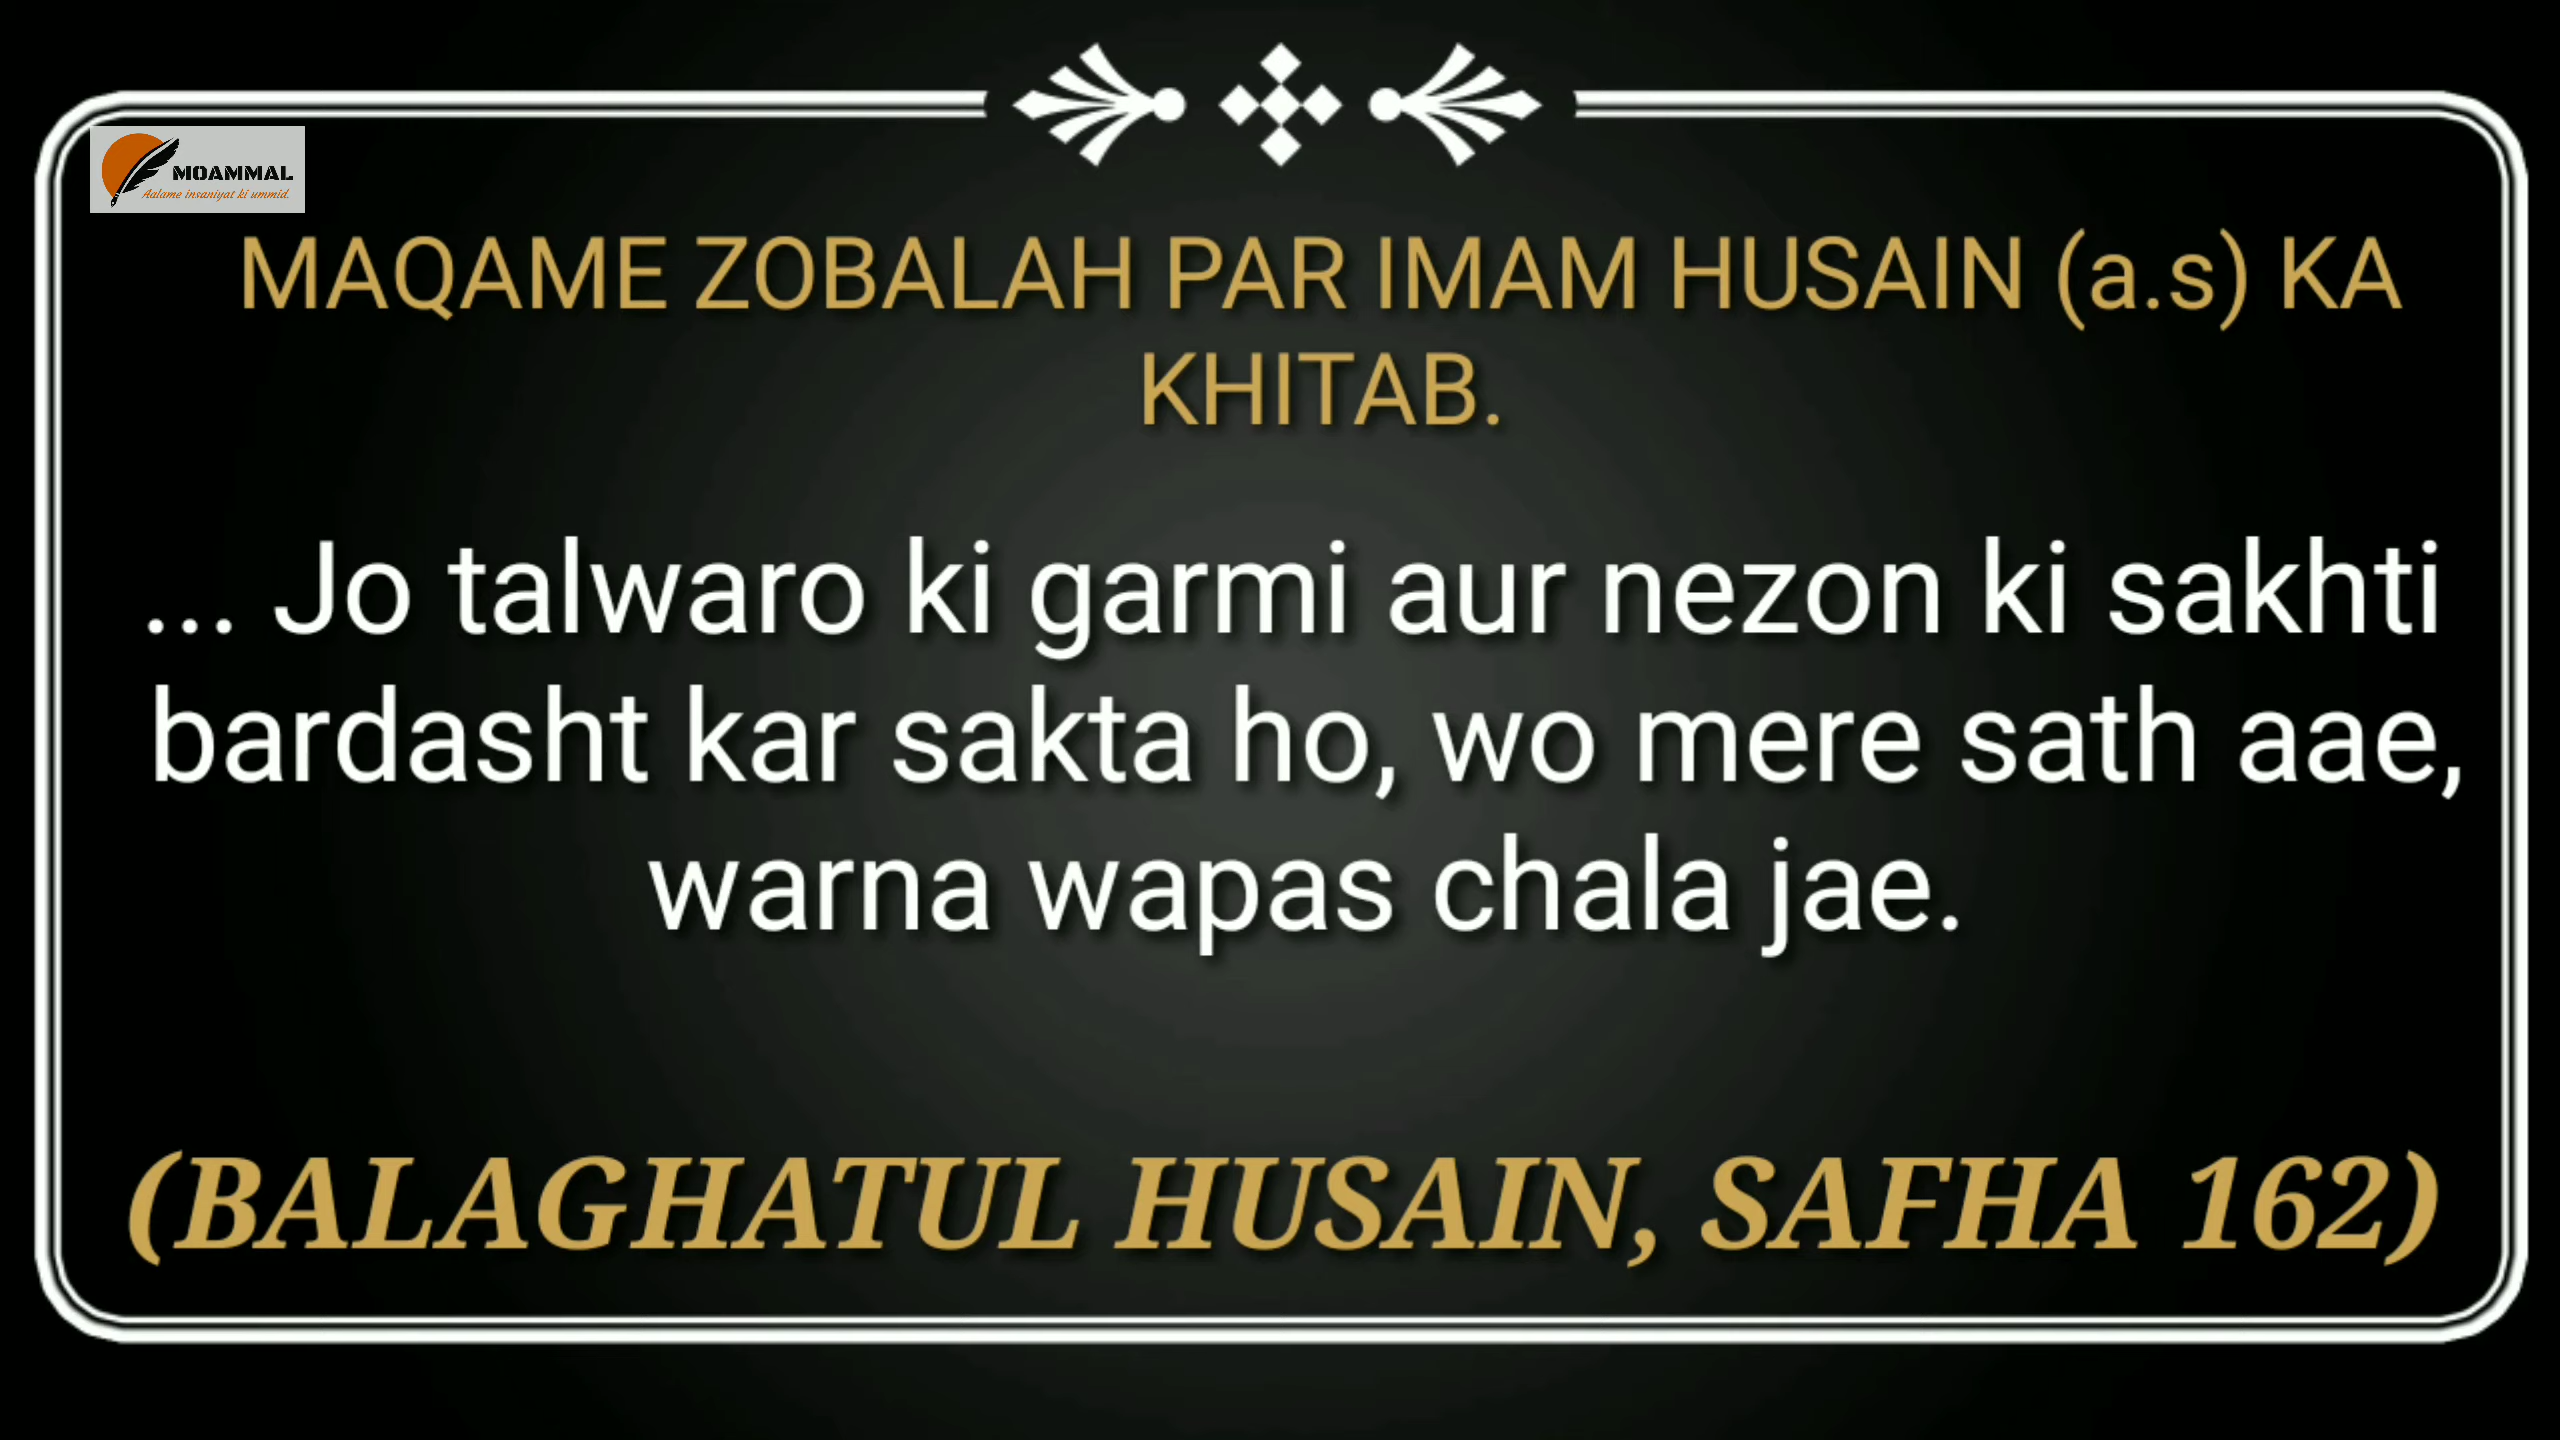 MOAMMAL
Aalame insaniyat ki ummid.
MAQAME ZOBALAH PAR IMAM HUSAIN (a.s) KA
KHITAB.
... Jo talwaro ki garmi aur nezon ki sakhti
bardasht kar sakta ho, wo mere sath aae,
warna wapas chala jae.
(BALAGHATUL HUSAIN, SAFHA 162)